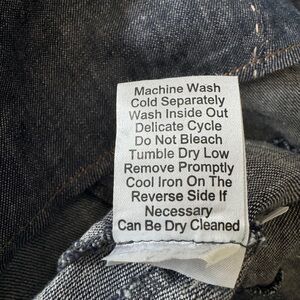 Machine Wash
Cold Separately
Wash Inside Out
Delicate Cycle
Do Not Bleach
Tumble Dry Low
Remove Promptly
Cool Iron On The
Reverse Side If
Necessary
Can Be Dry Cleaned